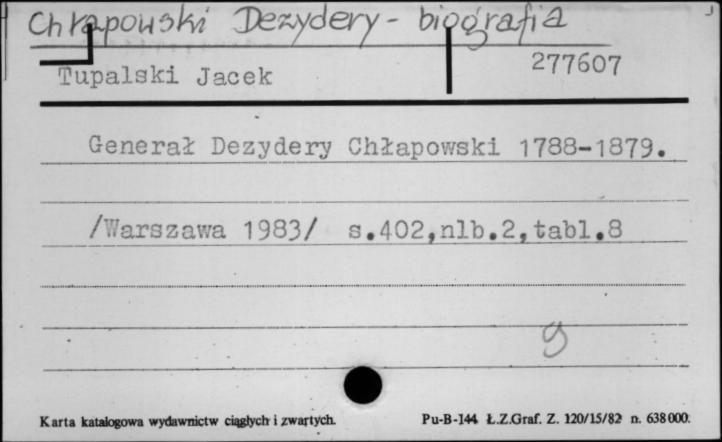 Chłapowski Dezydery - biografia
Tupalski Jacek 277607
Generał Dezydery Chłapowski 1788-1879.
/Warszawa 1983/ s.402,nlb.2,tabl.8
g
Karta katalogowa wydawnictw ciągłych i zwartych. Pu-B-144 Ł.Z.Graf. Z. 120/15/82 n. 638000.